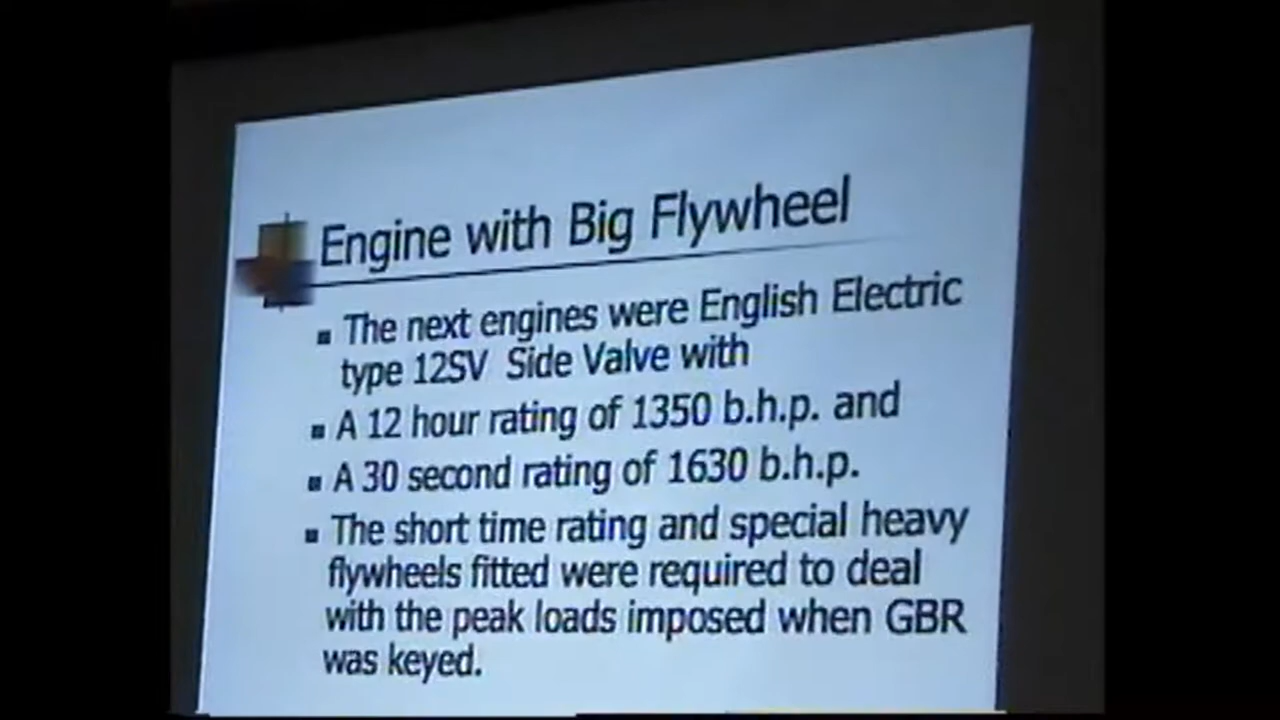 Engine with Big Flywheel
The next engines were English Electric
type 12SV Side Valve with
A 12 hour rating of 1350 b.h.p. and
A 30 second rating of 1630 b.h.p.
The short time rating and special heavy
flywheels fitted were required to deal
with the peak loads imposed when GBR
was keyed.